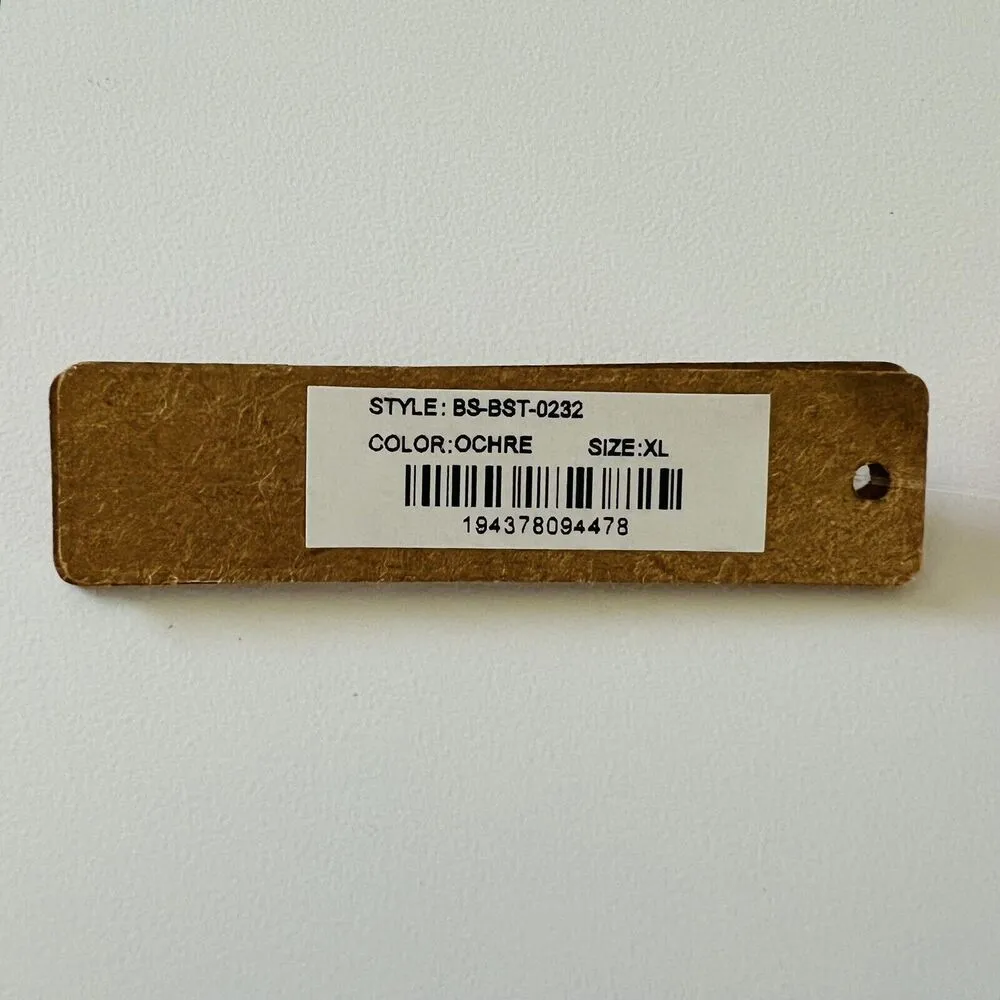 STYLE: BS-BST-0232
COLOR:OCHRE SIZE:XL
194378094478